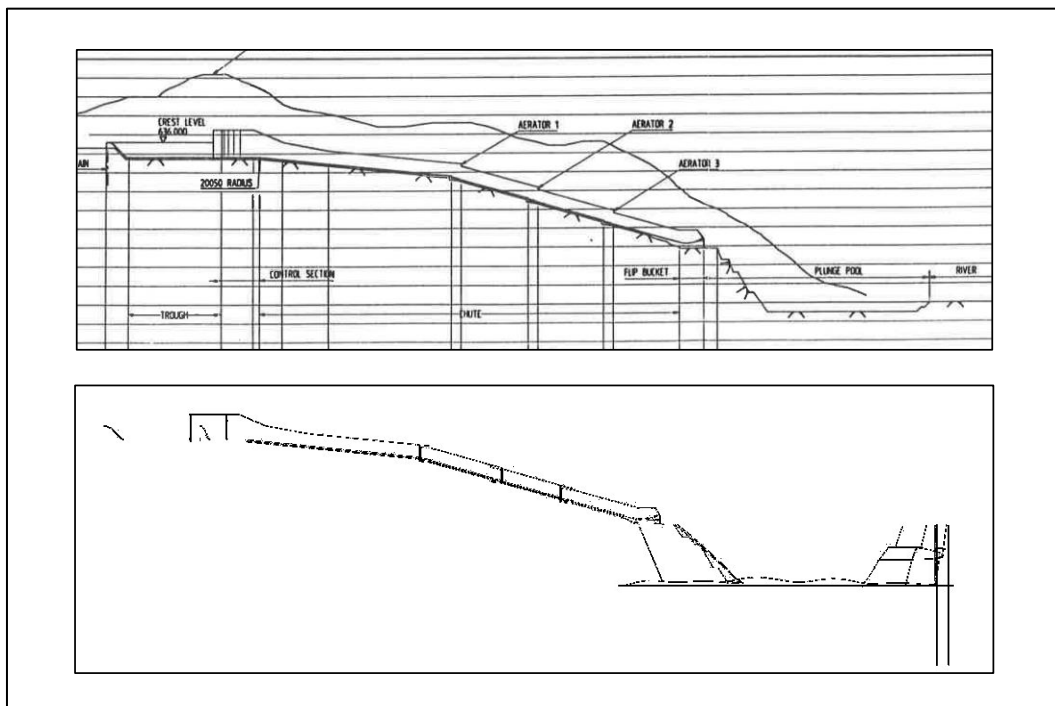 CREST LEVEL
636.000
AERATOR 1
AERATOR 2
AERATOR 3
AIN
20050 RADIUS
CONTROL SECTION
FLIP BUCKET
PLUNGE POOL
RIVER
TROUGH
CHUTE